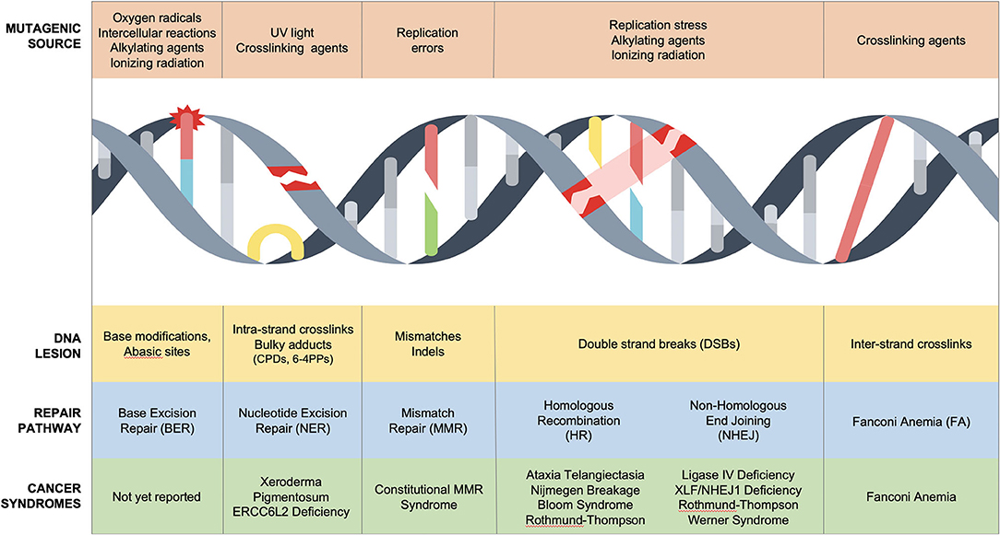 MUTAGENIC
SOURCE
Oxygen radicals
Intercellular reactions
Alkylating agents
Ionizing radiation
UV light
Crosslinking agents
Replication
errors
Replication stress
Alkylating agents
Ionizing radiation
Crosslinking agents
DNA
LESION
Base modifications,
Abasic sites
Intra-strand crosslinks
Bulky adducts
(CPDs, 6-4PPs)
Mismatches
Indels
Double strand breaks (DSBs)
Inter-strand crosslinks
REPAIR
PATHWAY
Base Excision
Repair (BER)
Nucleotide Excision
Repair (NER)
Mismatch
Repair (MMR)
Homologous
Recombination
(HR)
Non-Homologous
End Joining
(NHEJ)
Fanconi Anemia (FA)
CANCER
SYNDROMES
Not yet reported
Xeroderma
Pigmentosum
ERCC6L2 Deficiency
Constitutional MMR
Syndrome
Ataxia Telangiectasia
Nijmegen Breakage
Bloom Syndrome
Rothmund-Thompson
Ligase IV Deficiency
XLF/NHEJ1 Deficiency
Rothmund-Thompson
Werner Syndrome
Fanconi Anemia